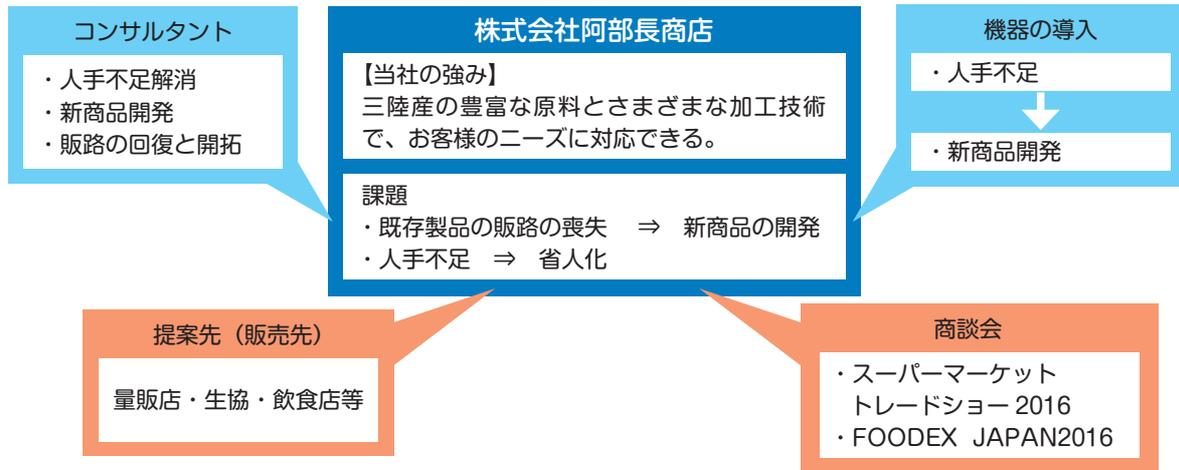 コンサルタント
・人手不足解消
・新商品開発
・販路の回復と開拓
株式会社阿部長商店
【当社の強み】
三陸産の豊富な原料とさまざまな加工技術
で、お客様のニーズに対応できる。
課題
・既存製品の販路の喪失　⇒　新商品の開発
・人手不足　⇒　省人化
機器の導入
・人手不足
・新商品開発
提案先（販売先）
量販店・生協・飲食店等
商談会
・スーパーマーケット
トレードショー 2016
・FOODEX JAPAN2016